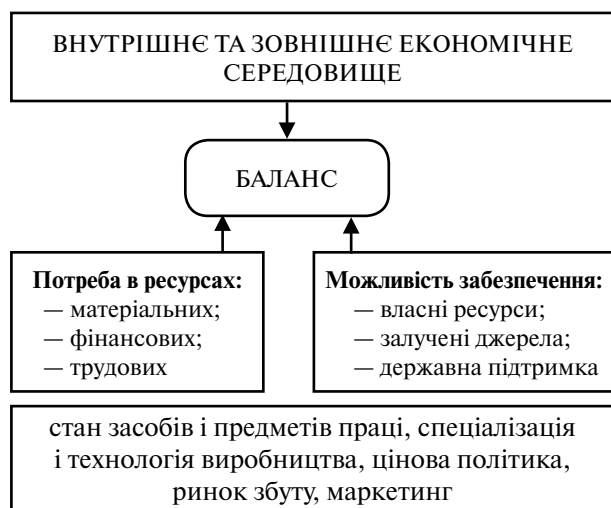 ВНУТРІШНЄ ТА ЗОВНІШНЄ ЕКОНОМІЧНЕ
СЕРЕДОВИЩЕ
БАЛАНС
Потреба в ресурсах:
— матеріальних;
— фінансових;
— трудових
Можливість забезпечення:
— власні ресурси;
— залучені джерела;
— державна підтримка
стан засобів і предметів праці, спеціалізація
і технологія виробництва, цінова політика,
ринок збуту, маркетинг